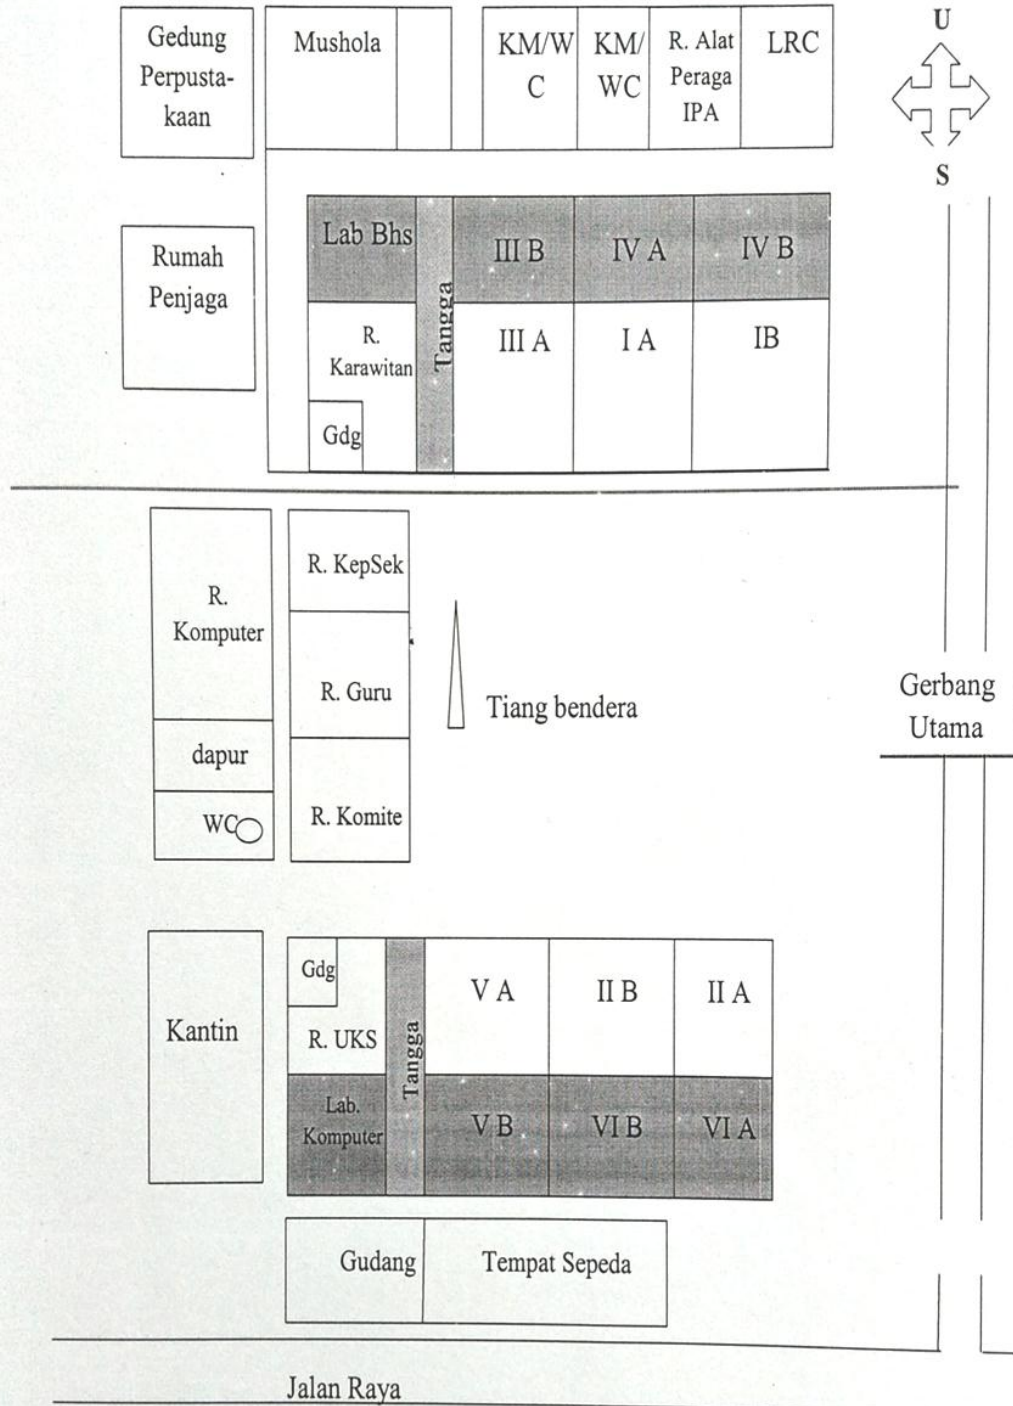 Gedung
Perpusta-
kaan
Mushola
KM/W
C
KM/
WC
R. Alat
Peraga
IPA
LRC
U
S
Rumah
Penjaga
Lab Bhs
Tangga
III B
IV A
IV B
R.
Karawitan
Gdg
III A
I A
IB
R.
Komputer
dapur
WC
R. KepSek
R. Guru
R. Komite
Tiang bendera
Gerbang
Utama
Kantin
Gdg
R. UKS
Lab.
Komputer
Tangga
V A
II B
II A
V B
VI B
VI A
Gudang
Tempat Sepeda
Jalan Raya